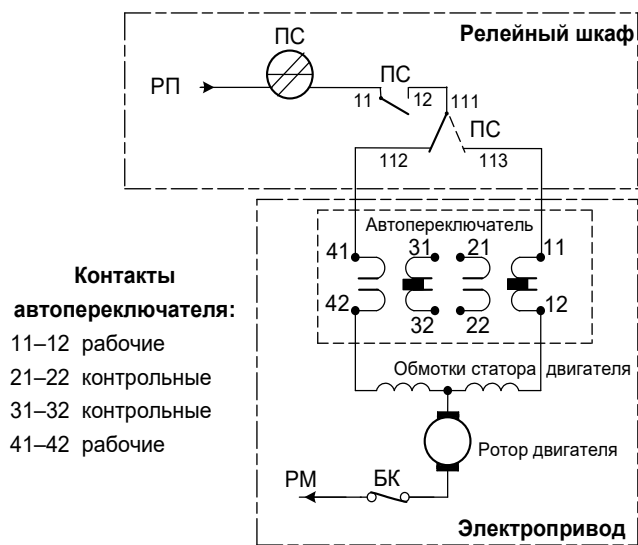 ПС
Релейный шкаф
РП
ПС
11
12
111
ПС
112
113
Автопереключатель
41
31
21
11
42
32
22
12
Контакты
автопереключателя:
11–12 рабочие
21–22 контрольные
31–32 контрольные
41–42 рабочие
Обмотки статора двигателя
Ротор двигателя
РМ
БК
Электропривод